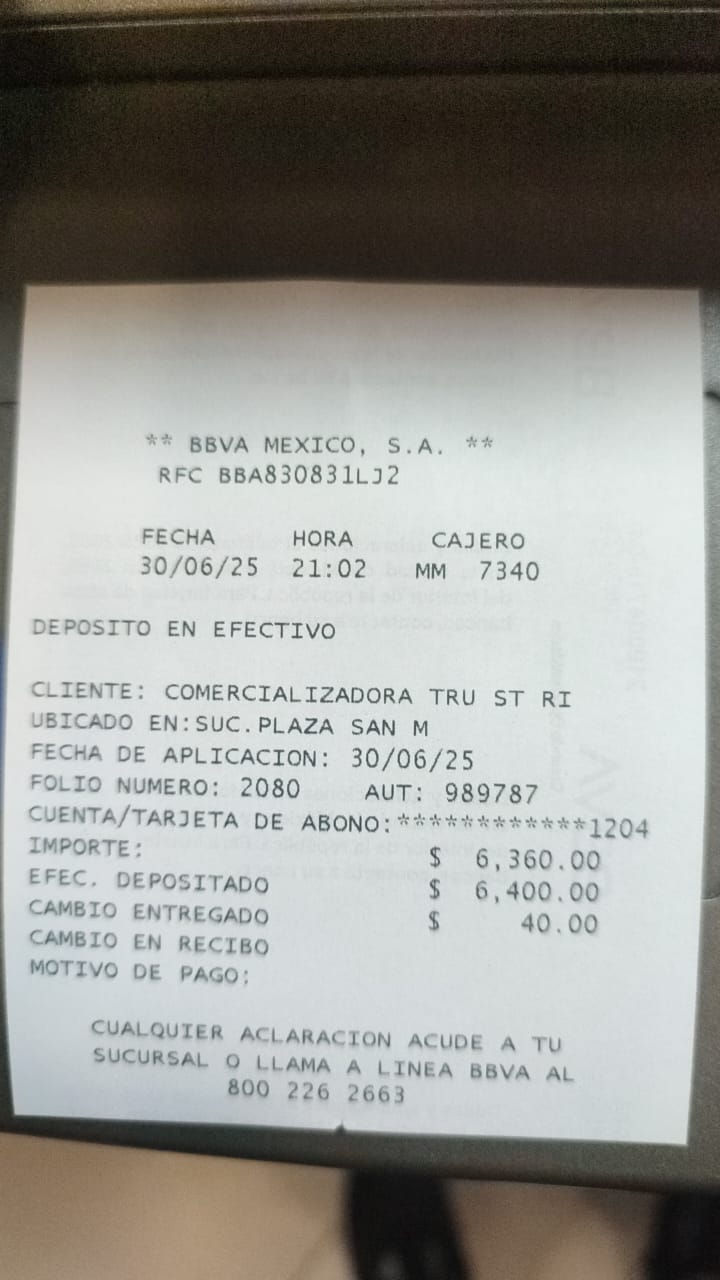 ** BBVA MEXICO, S.A. **
RFC BBA830831LJ2
FECHA HORA CAJERO
30/06/25 21:02 MM 7340
DEPOSITO EN EFECTIVO
CLIENTE: COMERCIALIZADORA TRU ST RI
UBICADO EN:SUC.PLAZA SAN M
FECHA DE APLICACION: 30/06/25
FOLIO NUMERO: 2080 AUT: 989787
CUENTA/TARJETA DE ABONO:************1204
IMPORTE: $ 6,360.00
EFEC. DEPOSITADO $ 6,400.00
CAMBIO ENTREGADO $ 40.00
CAMBIO EN RECIBO
MOTIVO DE PAGO:
CUALQUIER ACLARACION ACUDE A TU
SUCURSAL O LLAMA A LINEA BBVA AL
800 226 2663